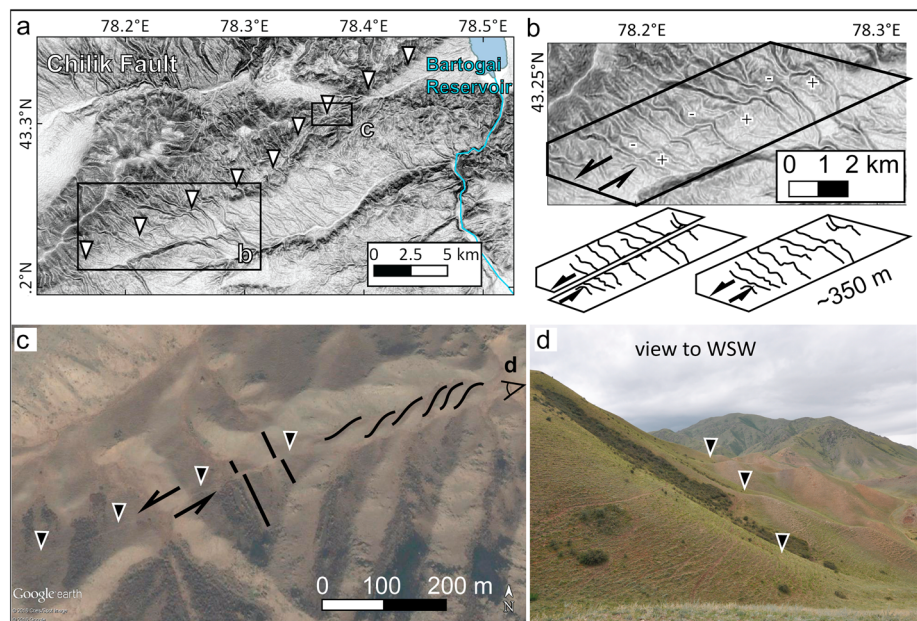 a
78.2°E 78.3°E 78.4°E 78.5°E
Chilik Fault
Bartogai
Reservoir
43.3°N
c
b
.2°N
0 2.5 5 km
b
78.2°E 78.3°E
43.25°N
- +
- +
- +
0 1 2 km
~350 m
c
d
Google earth
0 100 200 m
N
d
view to WSW